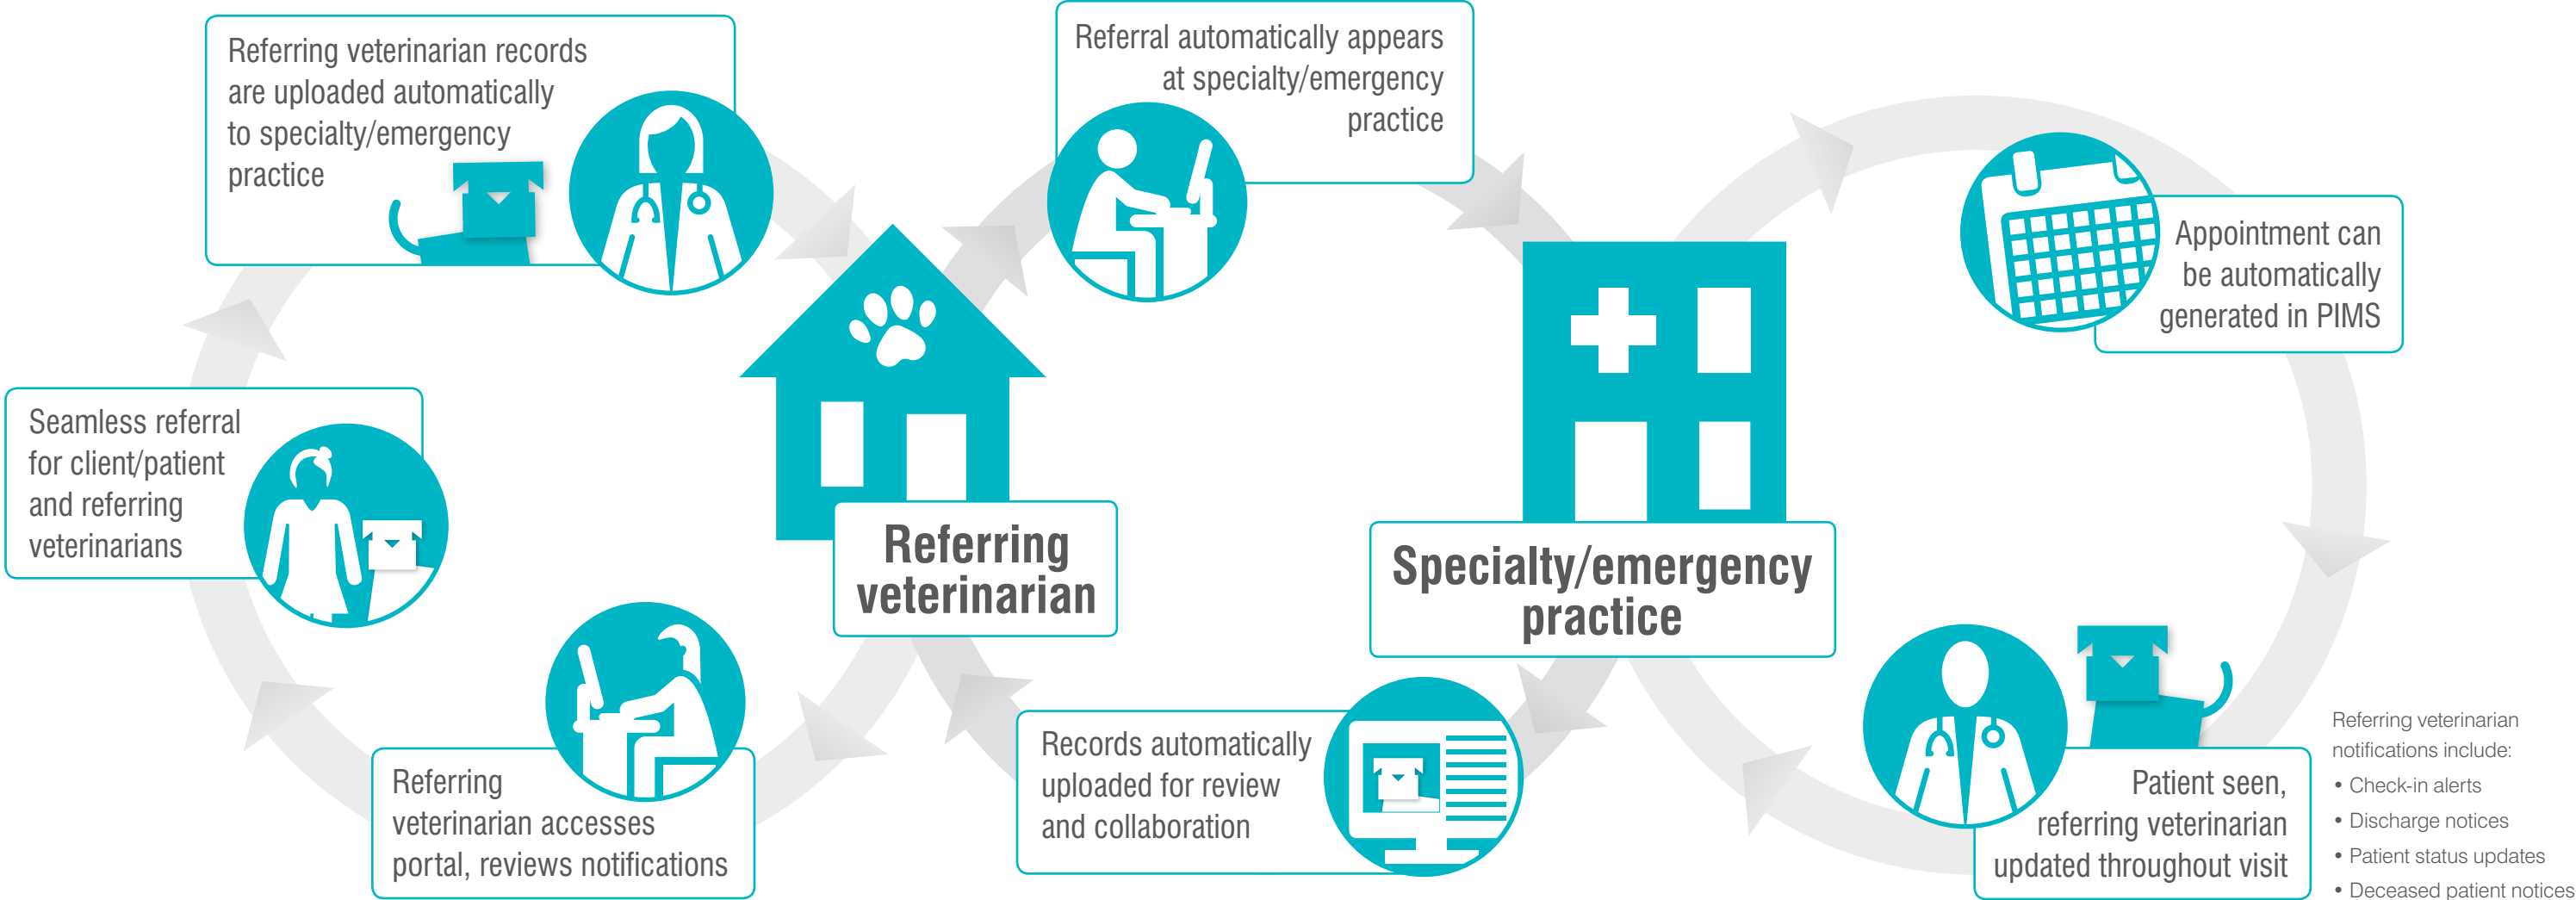 Referring veterinarian records
are uploaded automatically
to specialty/emergency
practice
Referral automatically appears
at specialty/emergency
practice
Appointment can
be automatically
generated in PIMS
Seamless referral
for client/patient
and referring
veterinarians
Referring
veterinarian
Specialty/emergency
practice
Referring
veterinarian accesses
portal, reviews notifications
Records automatically
uploaded for review
and collaboration
Patient seen,
referring veterinarian
updated throughout visit
Referring veterinarian
notifications include:
• Check-in alerts
• Discharge notices
• Patient status updates
• Deceased patient notices